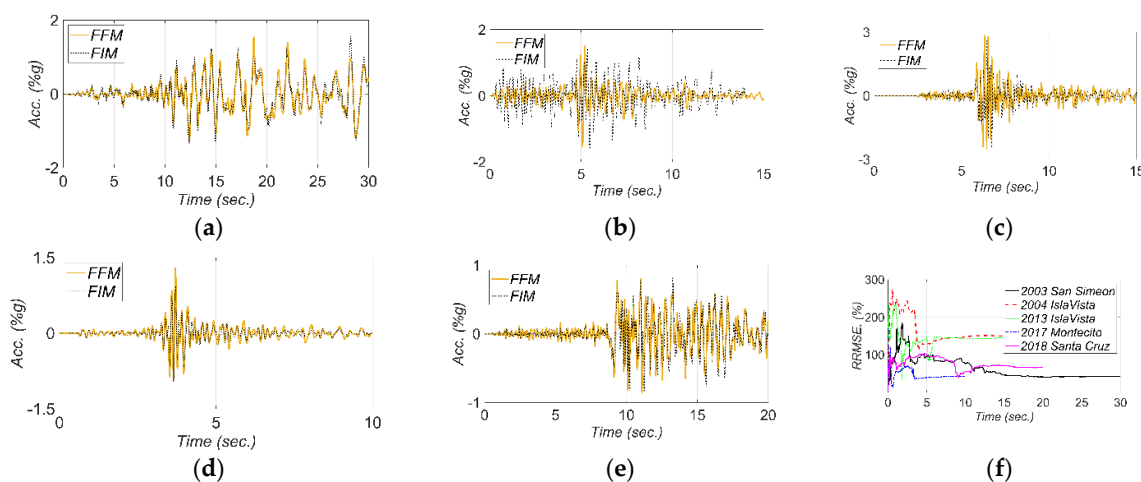 2
FFM
FIM
Acc. (%g)
0
-2
0 5 10 15 20 25 30
Time (sec.)
(a)
2
FFM
FIM
Acc. (%g)
0
-2
0 5 10 15
Time (sec.)
(b)
3
FFM
FIM
Acc. (%g)
0
-3
0 5 10 15
Time (sec.)
(c)
1.5
FFM
FIM
Acc. (%g)
0
-1.5
0 5 10
Time (sec.)
(d)
1
FFM
FIM
Acc. (%g)
0
-1
0 5 10 15 20
Time (sec.)
(e)
300
200
100
RRMSE. (%)
2003 San Simeon
2004 IslaVista
2013 IslaVista
2017 Montecito
2018 Santa Cruz
0 5 10 15 20 25 30
Time (sec.)
(f)